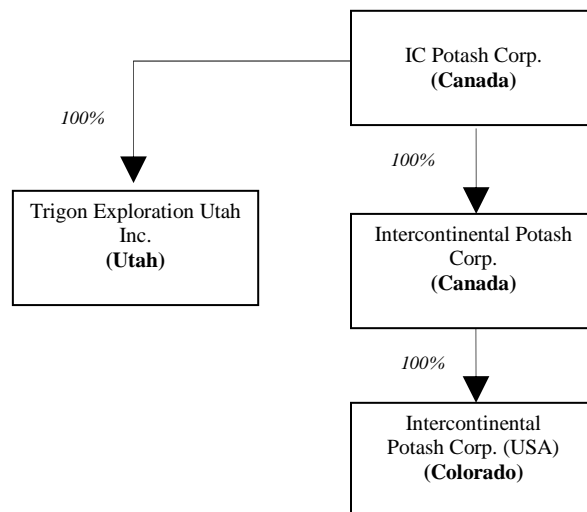 IC Potash Corp.
(Canada)
100%
100%
Trigon Exploration Utah
Inc.
(Utah)
Intercontinental Potash
Corp.
(Canada)
100%
Intercontinental
Potash Corp. (USA)
(Colorado)